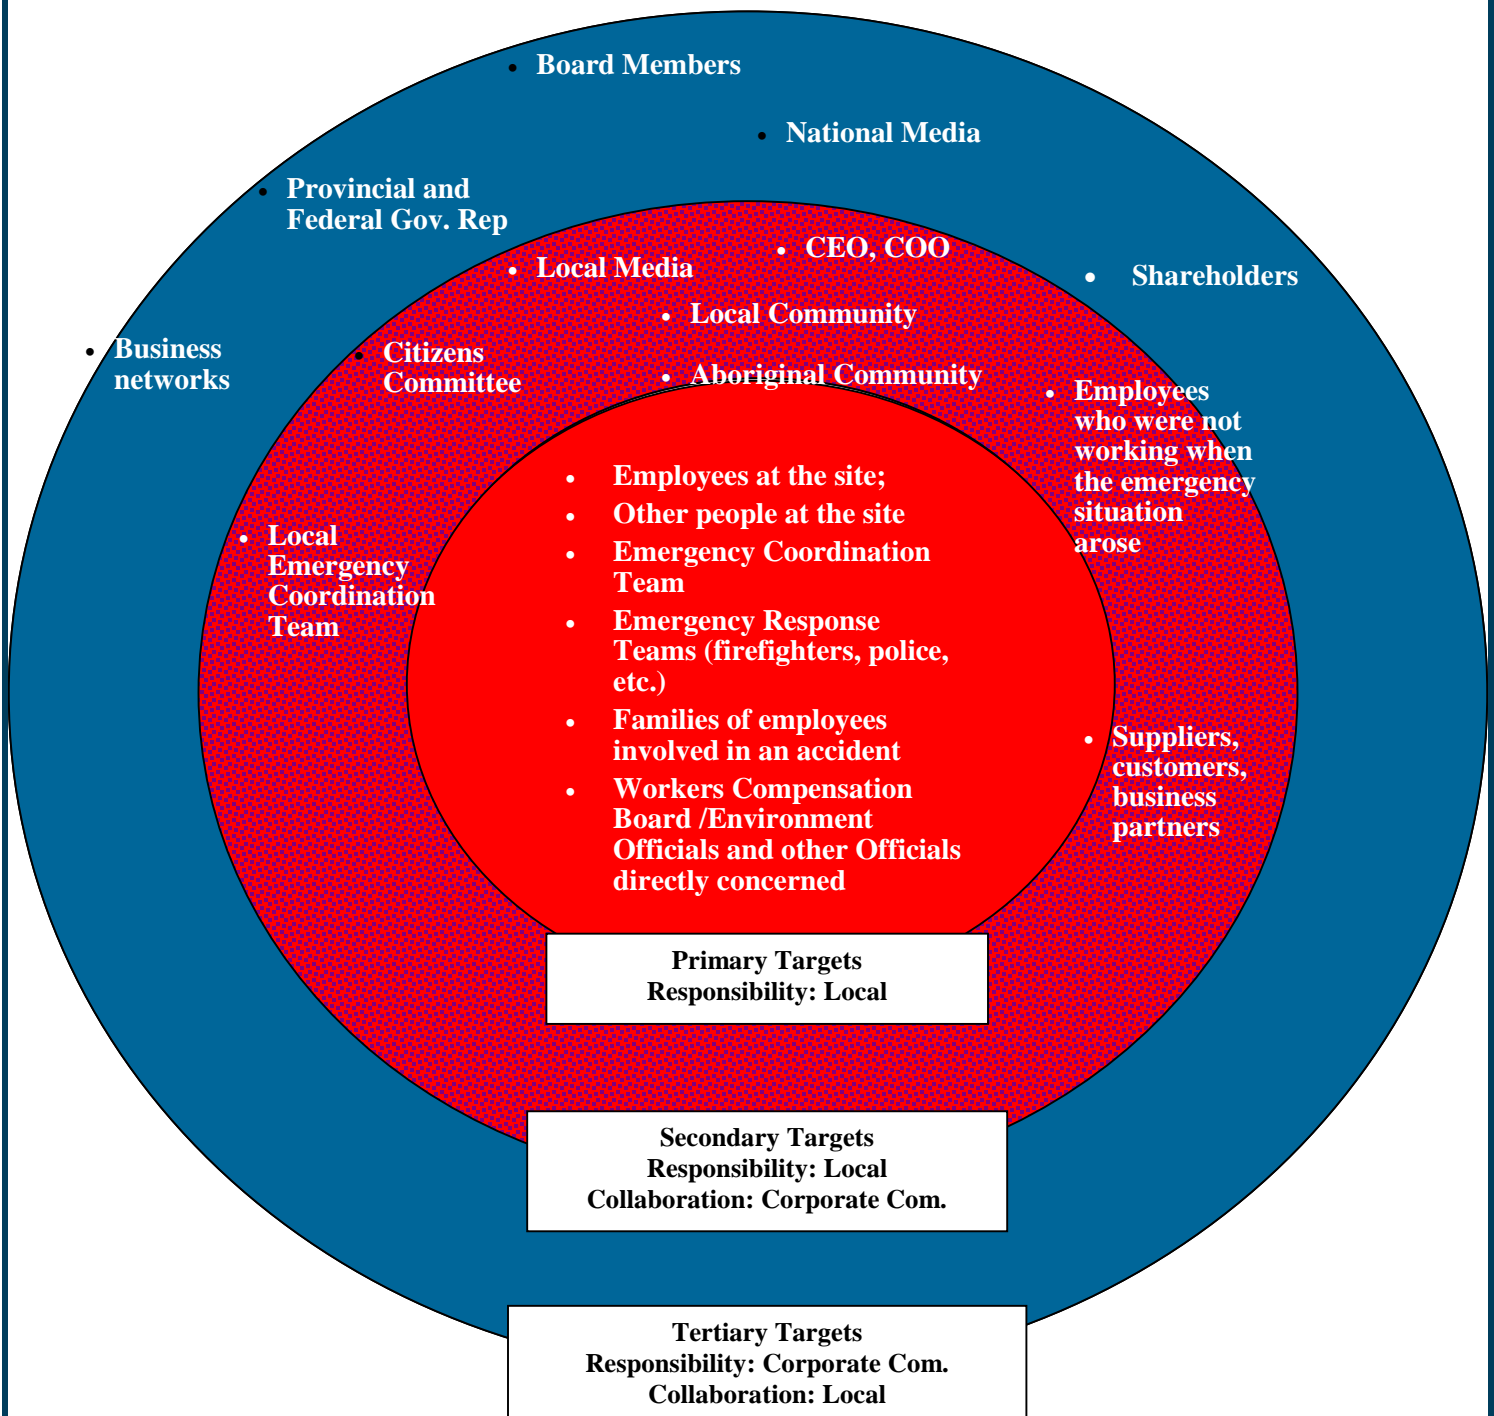 • Board Members
• National Media
• Provincial and
Federal Gov. Rep
• CEO, COO
• Local Media
• Shareholders
• Local Community
• Business
networks
• Citizens
Committee
• Aboriginal Community
• Employees
who were not
working when
the emergency
situation
arose
• Local
Emergency
Coordination
Team
• Employees at the site;
• Other people at the site
• Emergency Coordination
Team
• Emergency Response
Teams (firefighters, police,
etc.)
• Families of employees
involved in an accident
• Workers Compensation
Board /Environment
Officials and other Officials
directly concerned
• Suppliers,
customers,
business
partners
Primary Targets
Responsibility: Local
Secondary Targets
Responsibility: Local
Collaboration: Corporate Com.
Tertiary Targets
Responsibility: Corporate Com.
Collaboration: Local